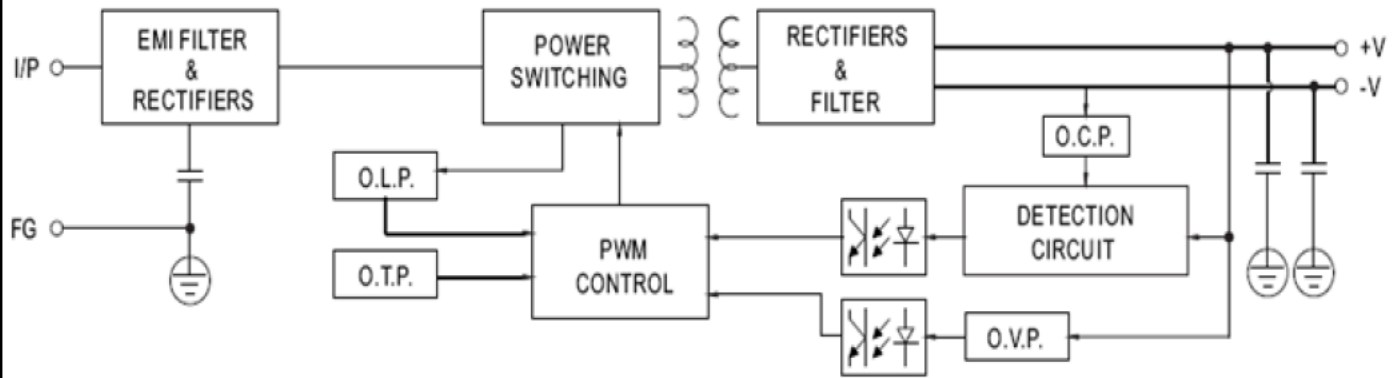 I/P
EMI FILTER
&
RECTIFIERS
POWER
SWITCHING
RECTIFIERS
&
FILTER
+V
-V
O.C.P.
O.L.P.
FG
PWM
CONTROL
DETECTION
CIRCUIT
O.T.P.
O.V.P.